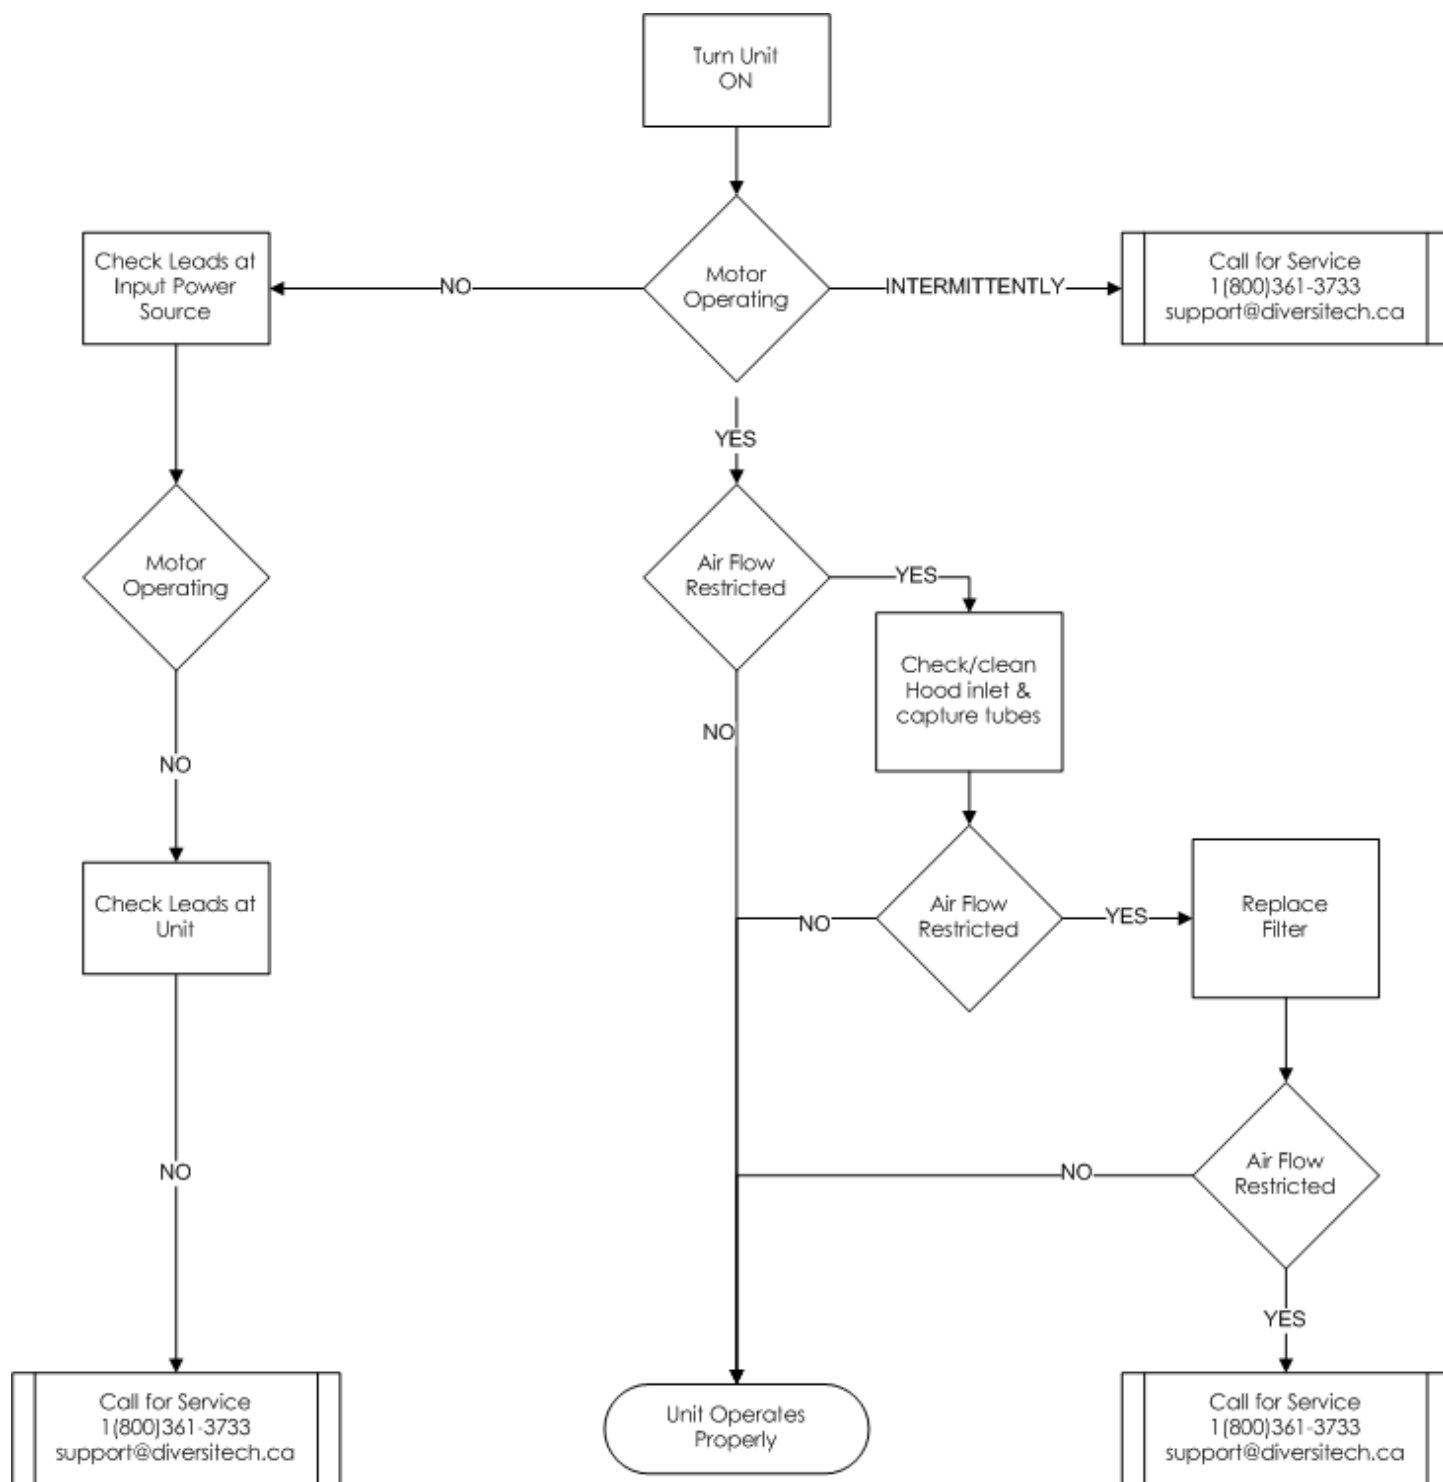 Turn Unit
ON
Check Leads at
Input Power
Source
NO
Motor
Operating
INTERMITTENTLY
Call for Service
1(800)361-3733
support@diversitech.ca
YES
Motor
Operating
Air Flow
Restricted
YES
Check/clean
Hood inlet &
capture tubes
NO
NO
Check Leads at
Unit
NO
Air Flow
Restricted
YES
Replace
Filter
NO
NO
Air Flow
Restricted
YES
Call for Service
1(800)361-3733
support@diversitech.ca
Unit Operates
Properly
Call for Service
1(800)361-3733
support@diversitech.ca